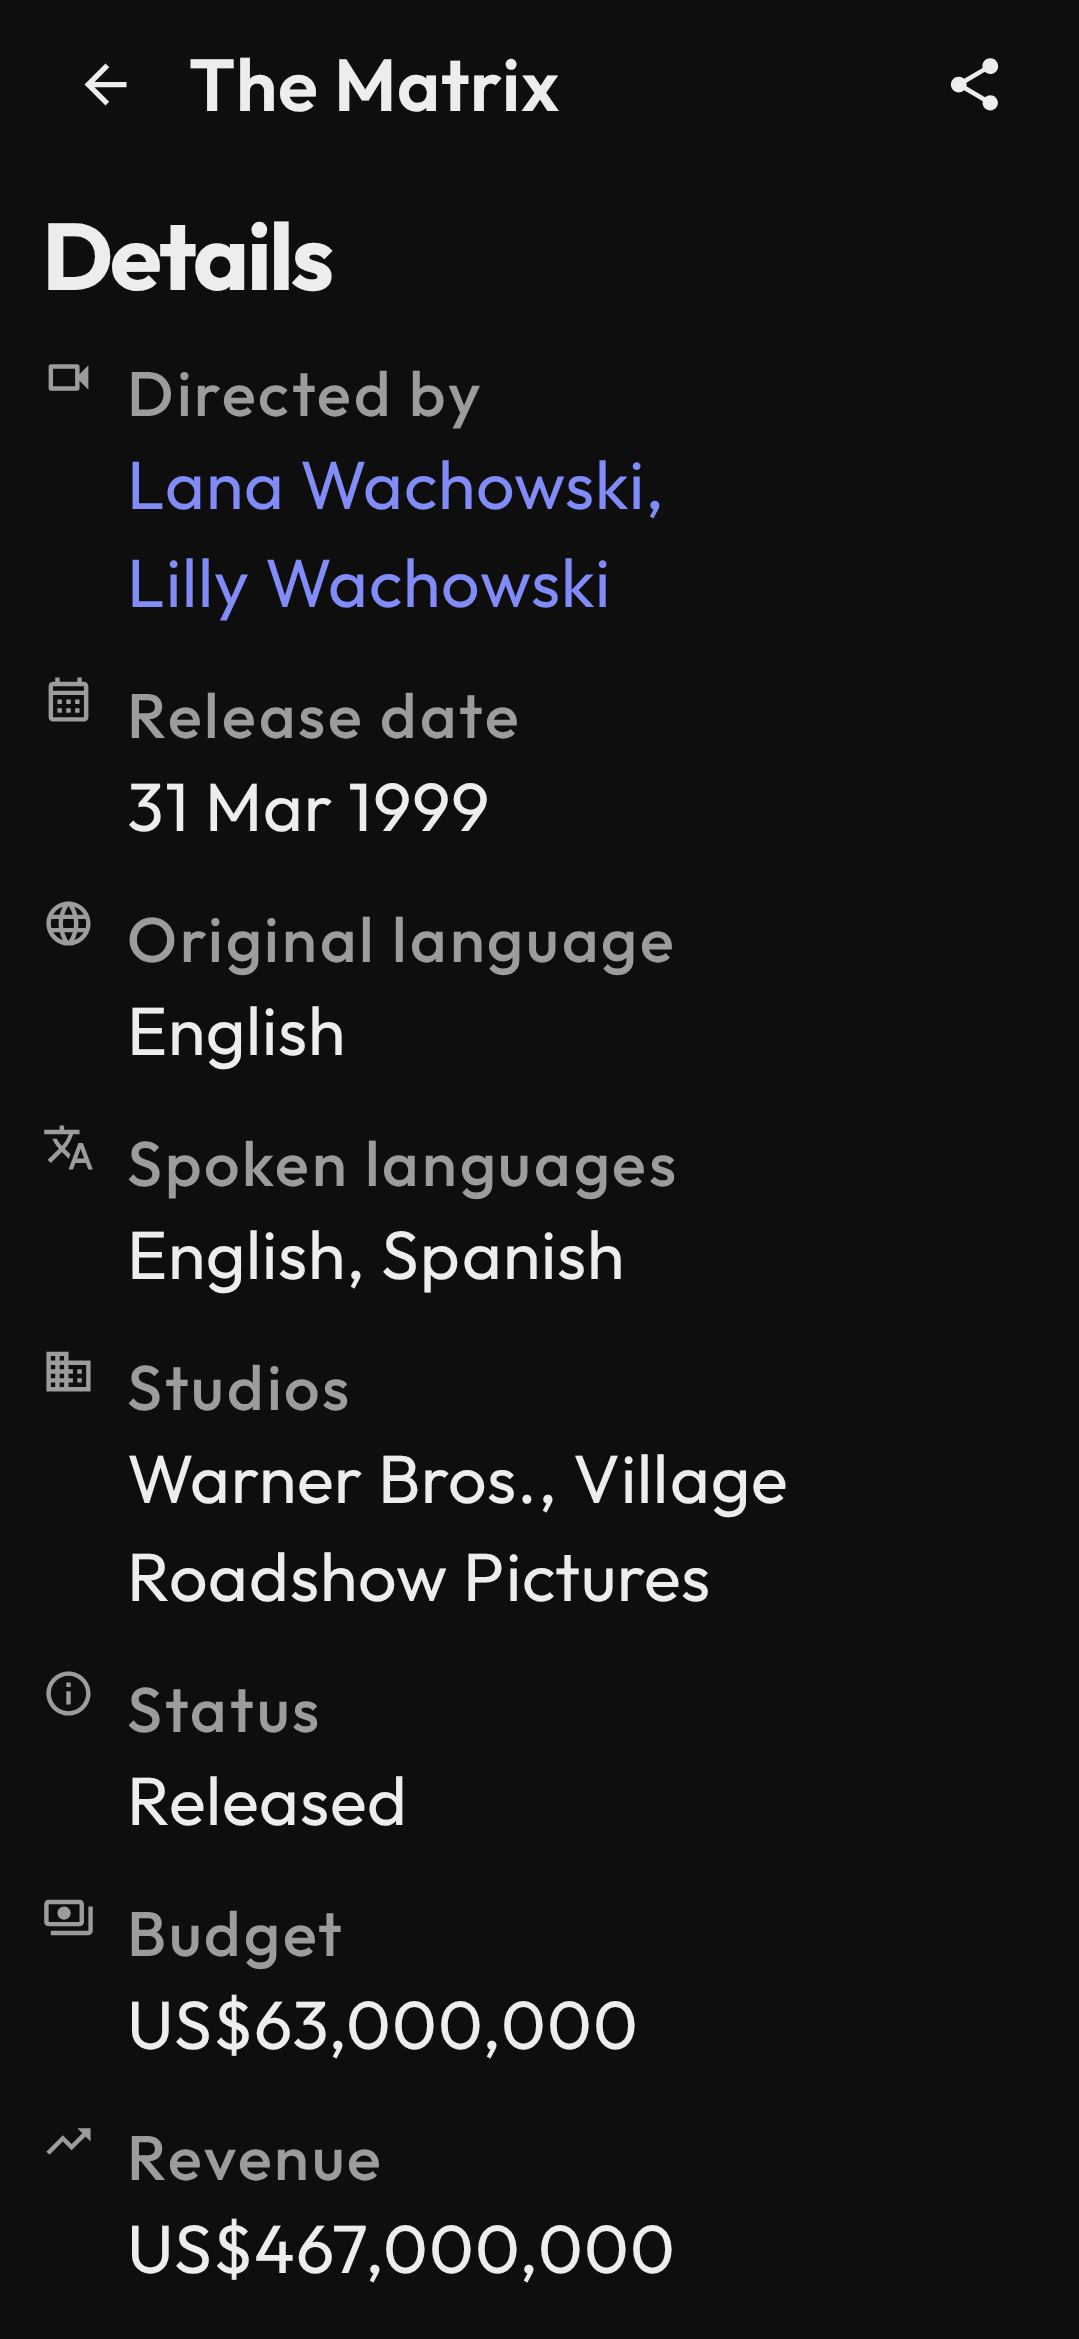 The Matrix
Details
Directed by
Lana Wachowski,
Lilly Wachowski
Release date
31 Mar 1999
Original language
English
Spoken languages
English, Spanish
Studios
Warner Bros., Village
Roadshow Pictures
Status
Released
Budget
US$63,000,000
Revenue
US$467,000,000